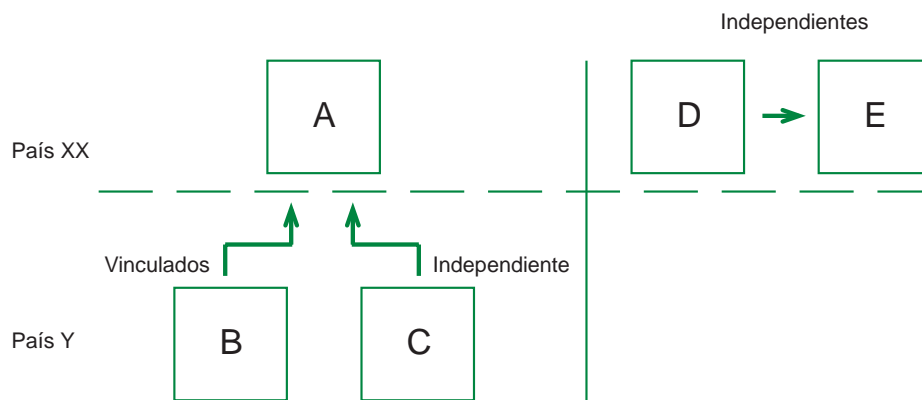 Independientes
A
D
E
País XX
Vinculados
Independiente
País Y
B
C